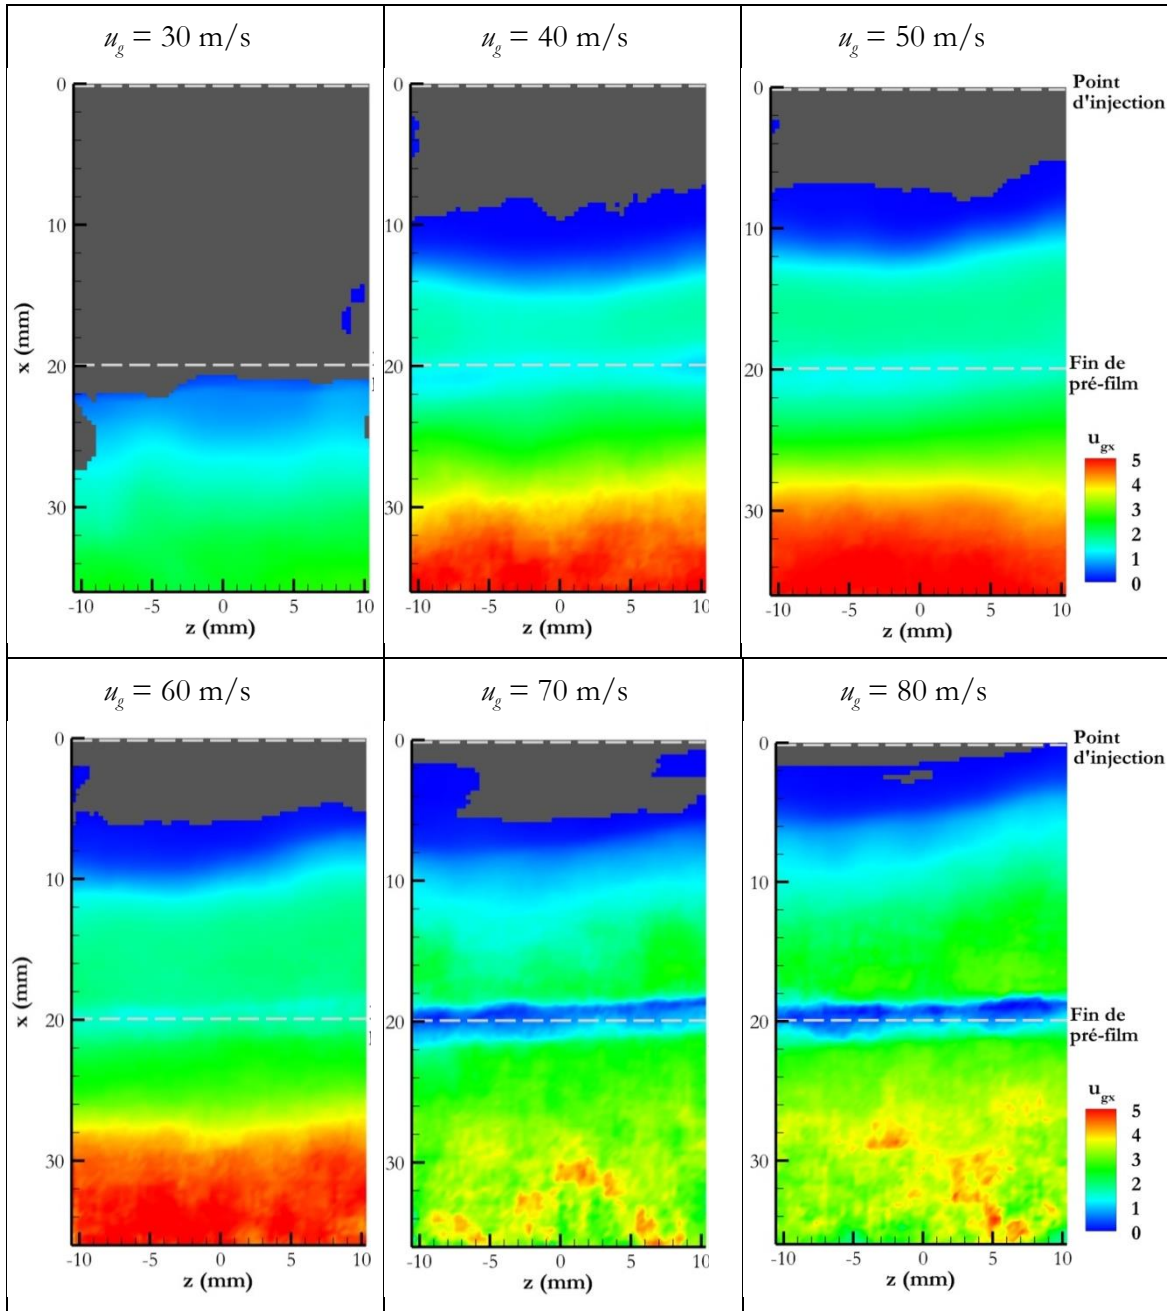 u_g = 30 m/s
u_g = 40 m/s
u_g = 50 m/s
0
10
20
30
x (mm)
-10 -5 0 5 10
z (mm)
0
10
20
30
-10 -5 0 5 10
z (mm)
0
10
20
30
-10 -5 0 5 10
z (mm)
Point
d'injection
Fin de
pré-film
u_gx
5
4
3
2
1
0
u_g = 60 m/s
u_g = 70 m/s
u_g = 80 m/s
0
10
20
30
x (mm)
-10 -5 0 5 10
z (mm)
0
10
20
30
-10 -5 0 5 10
z (mm)
0
10
20
30
-10 -5 0 5 10
z (mm)
Point
d'injection
Fin de
pré-film
u_gx
5
4
3
2
1
0